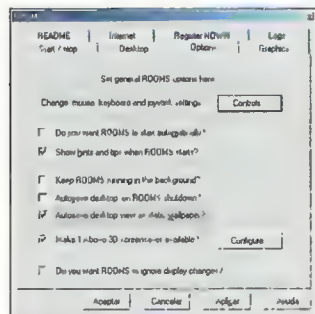 README Internet Register NOW!!! Logo
Start / stop Desktop Options Graphics
Set general ROOMS options here
Change mouse, keyboard and joystick settings Controls
Do you want ROOMS to start automatically?
Show hints and tips when ROOMS starts?
Keep ROOMS running in the background?
Autosave desktop on ROOMS shutdown?
Autosave desktop view as static wallpaper?
Make 3D screensaver available? Configure
Do you want ROOMS to ignore display changes?
Aceptar Cancelar Aplicar Ayuda